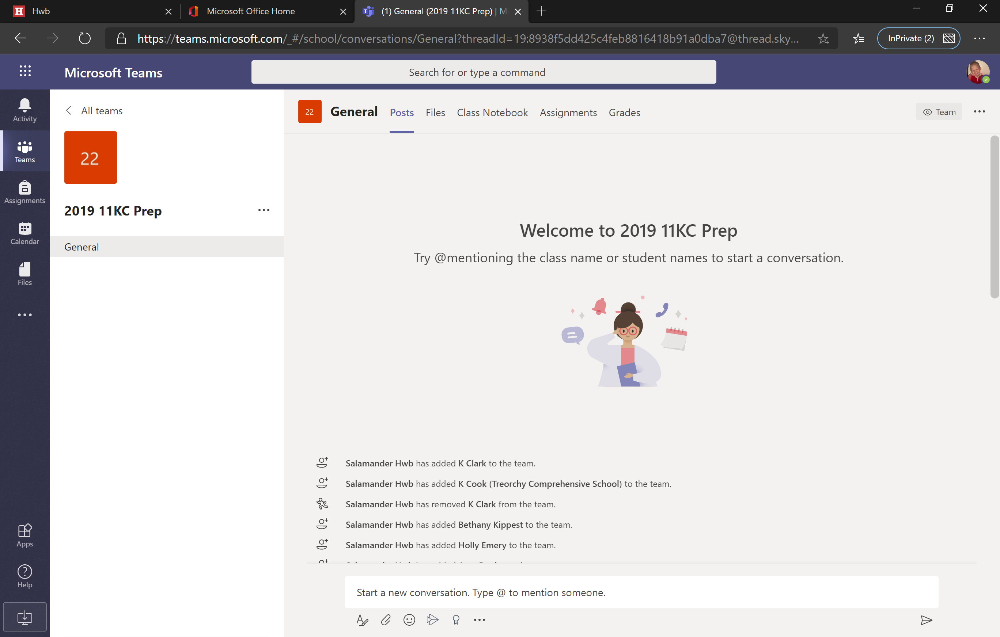 Hwb
Microsoft Office Home
(1) General (2019 11KC Prep) | M
https://teams.microsoft.com/_#/school/conversations/General?threadId=19:8938f5dd425c4feb8816418b91a0dba7@thread.sky...
InPrivate (2)
Microsoft Teams
Search for or type a command
Activity
Teams
Assignments
Calendar
Files
Apps
Help
All teams
22
2019 11KC Prep
General
22
General
Posts
Files
Class Notebook
Assignments
Grades
Team
Welcome to 2019 11KC Prep
Try @mentioning the class name or student names to start a conversation.
Salamander Hwb has added K Clark to the team.
Salamander Hwb has added K Cook (Treorchy Comprehensive School) to the team.
Salamander Hwb has removed K Clark from the team.
Salamander Hwb has added Bethany Kippest to the team.
Salamander Hwb has added Holly Emery to the team.
Start a new conversation. Type @ to mention someone.